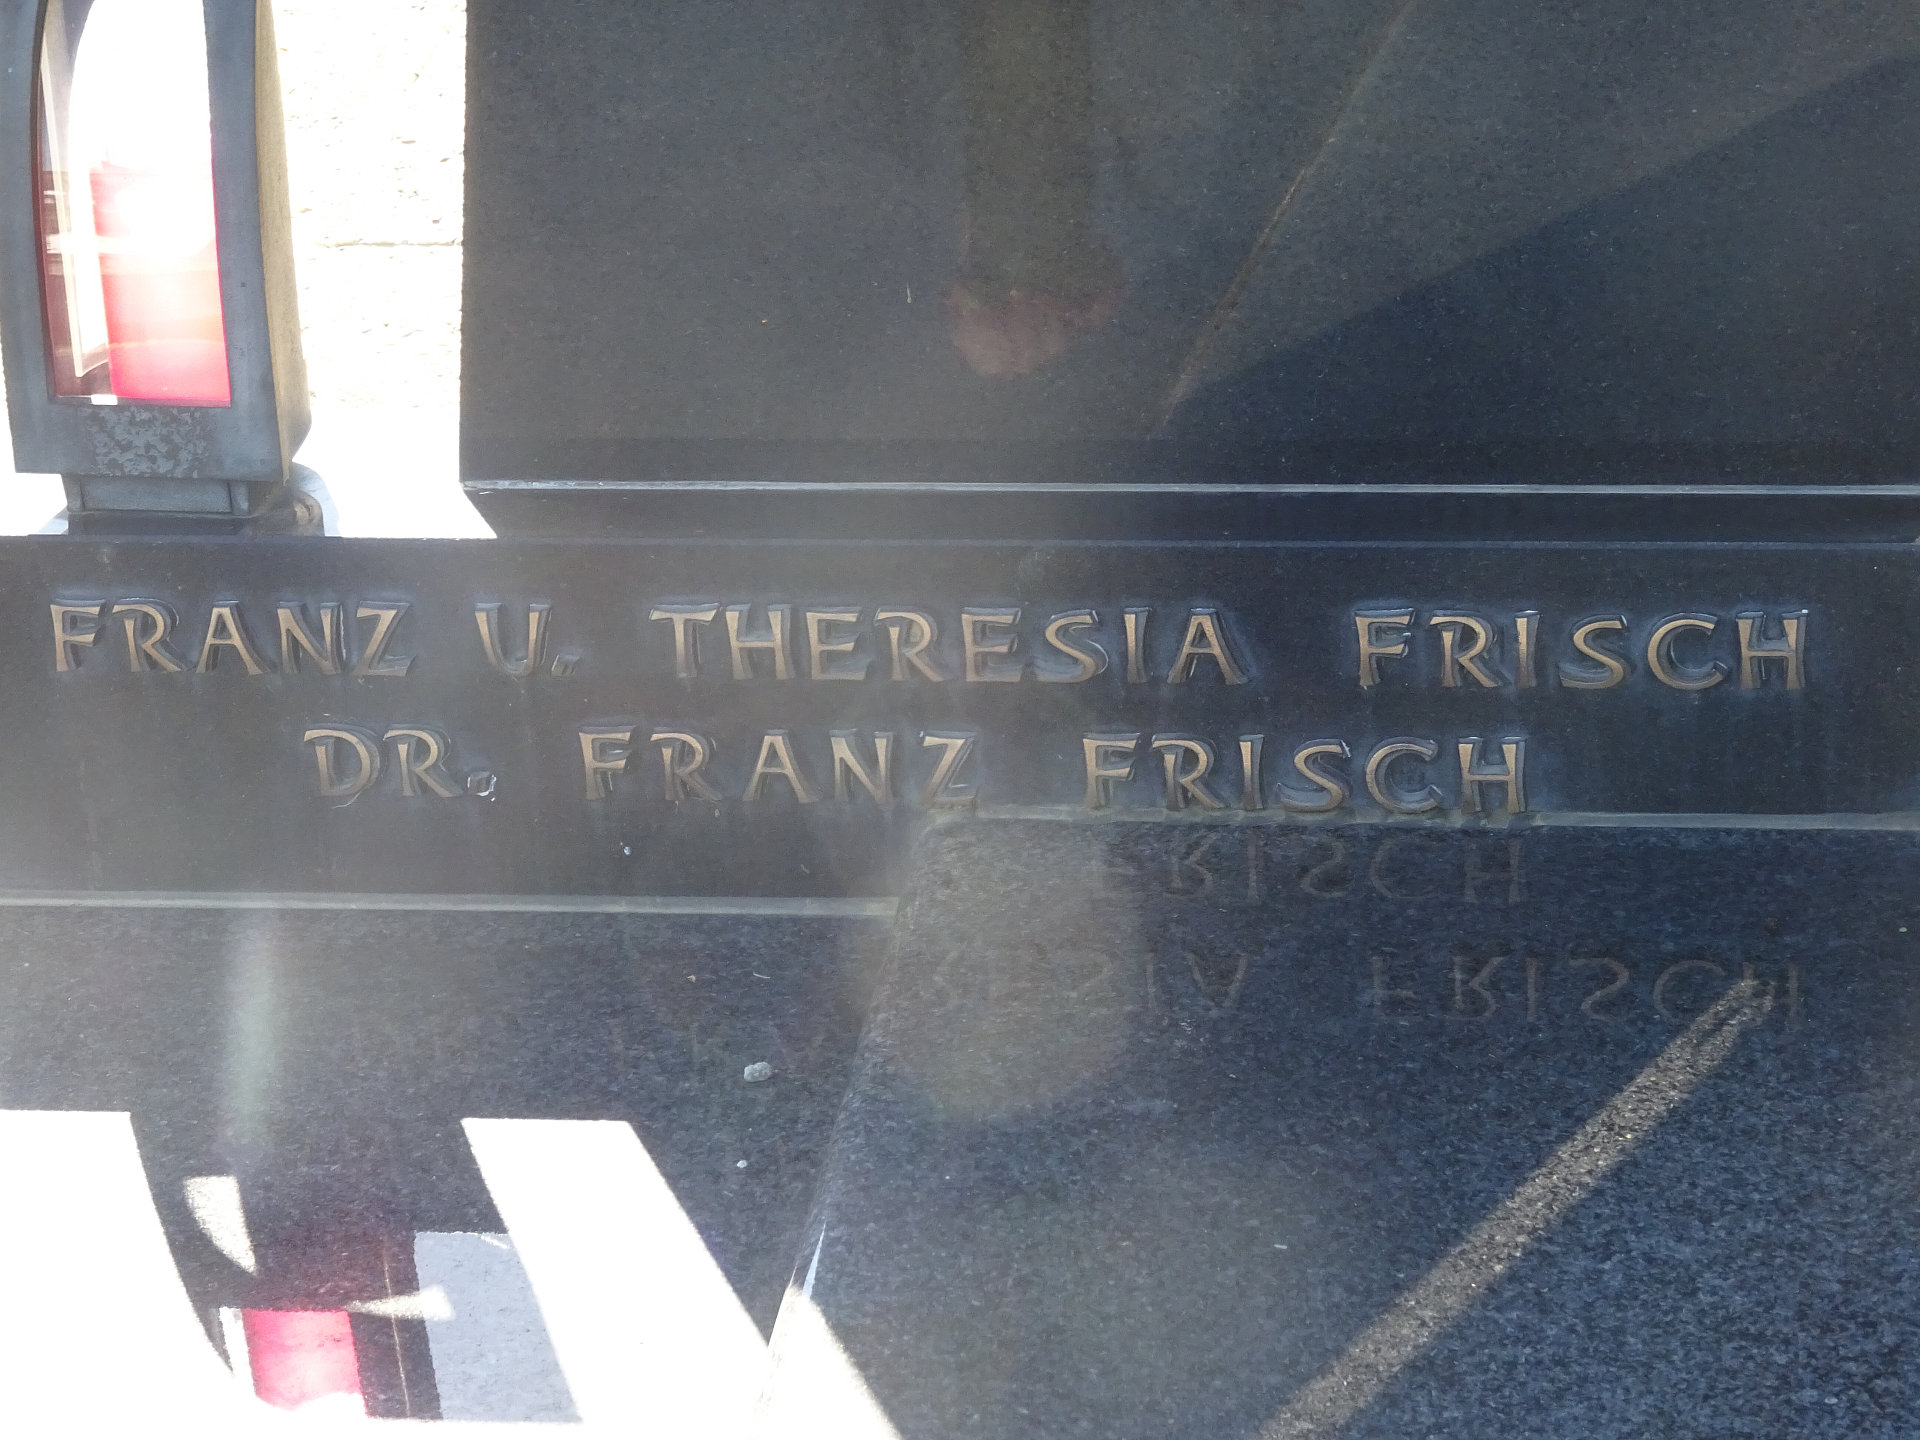 FRANZ U. THERESIA FRISCH
DR. FRANZ FRISCH